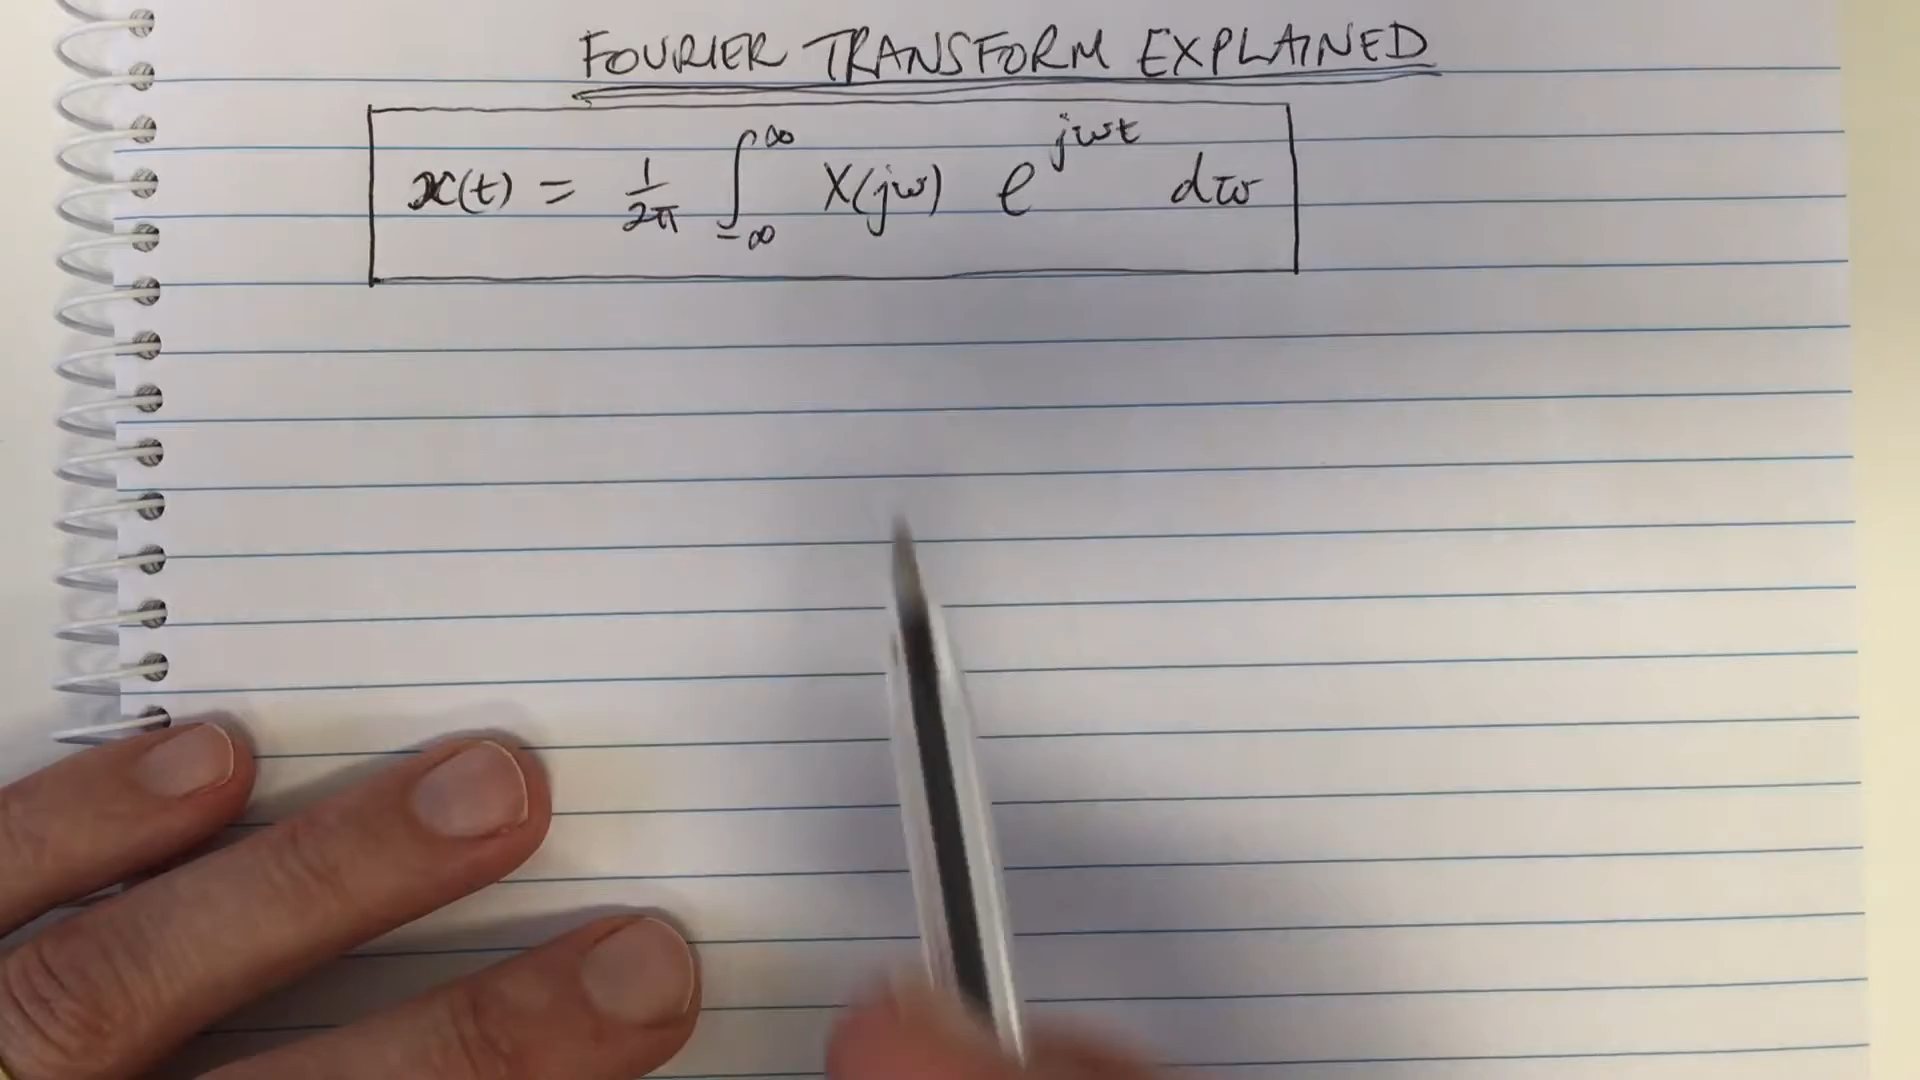 FOURIER TRANSFORM EXPLAINED
x(t) = 1/2π ∫_{-∞}^{∞} X(jω) e^{jωt} dω